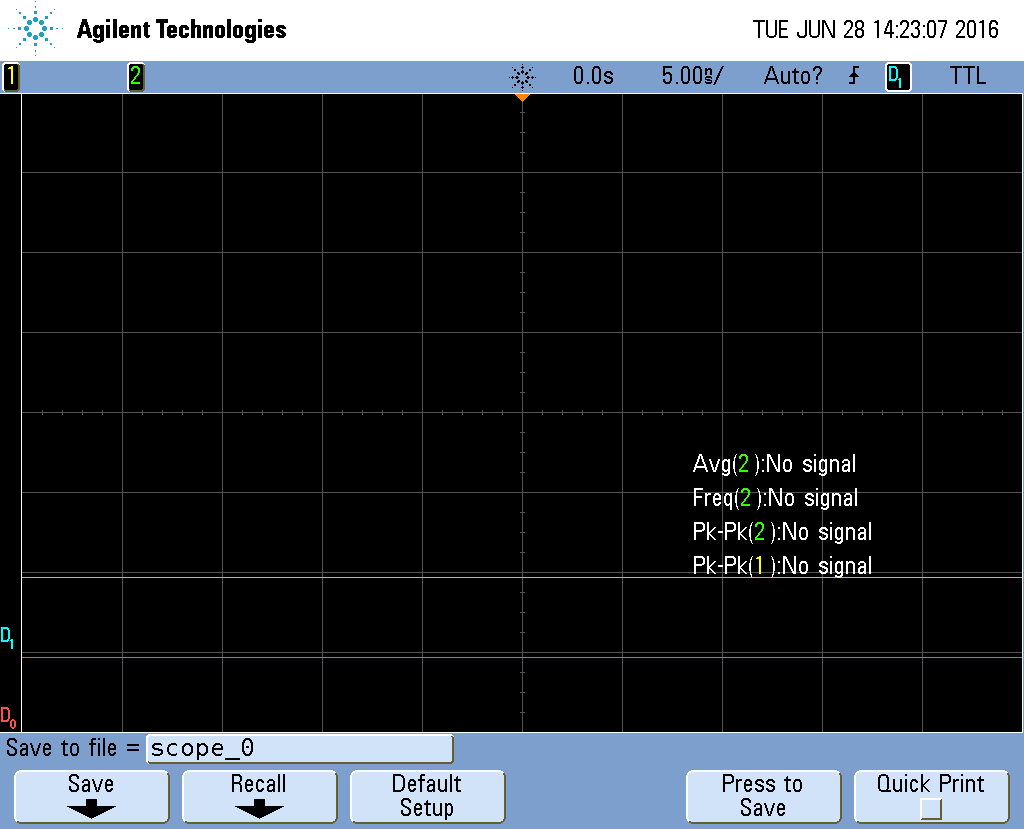 Agilent Technologies TUE JUN 28 14:23:07 2016
1 2 0.0s 5.00ns/ Auto? D1 TTL
Avg(2):No signal
Freq(2):No signal
Pk-Pk(2):No signal
Pk-Pk(1):No signal
D1
D0
Save to file = scope_0
Save Recall Default Setup Press to Save Quick Print